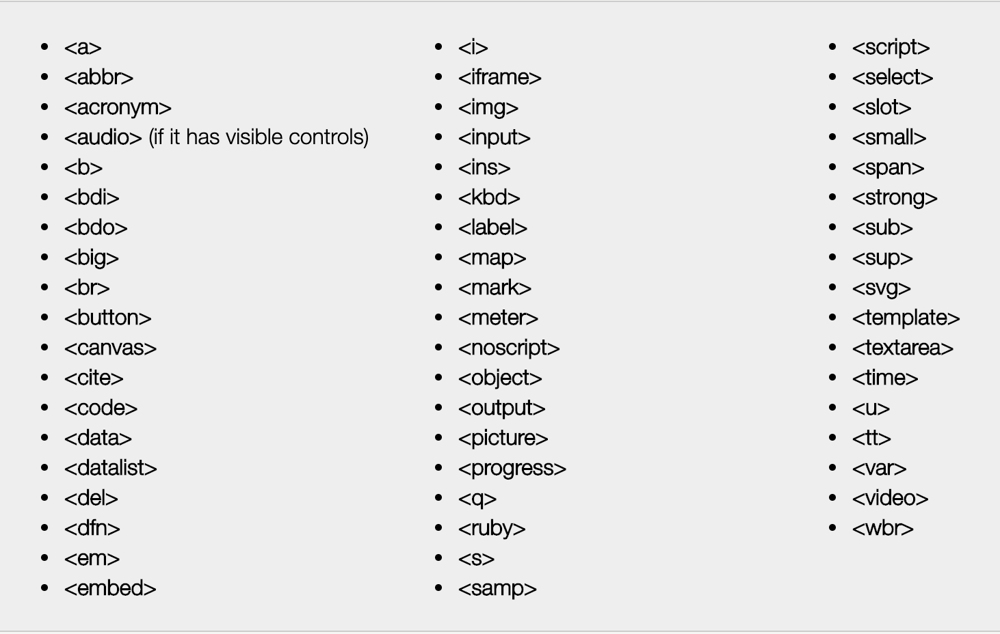 <a>
<abbr>
<acronym>
<audio> (if it has visible controls)
<b>
<bdi>
<bdo>
<big>
<br>
<button>
<canvas>
<cite>
<code>
<data>
<datalist>
<del>
<dfn>
<em>
<embed>
<i>
<iframe>
<img>
<input>
<ins>
<kbd>
<label>
<map>
<mark>
<meter>
<noscript>
<object>
<output>
<picture>
<progress>
<q>
<ruby>
<s>
<samp>
<script>
<select>
<slot>
<small>
<span>
<strong>
<sub>
<sup>
<svg>
<template>
<textarea>
<time>
<u>
<tt>
<var>
<video>
<wbr>